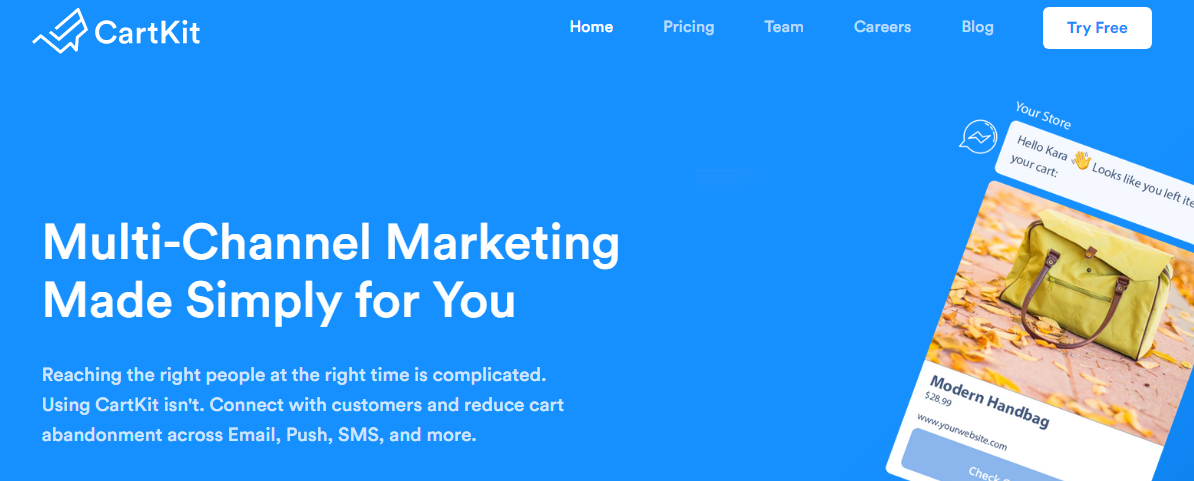 CartKit
Home
Pricing
Team
Careers
Blog
Try Free
Your Store
Hello Kara 👋 Looks like you left
your cart:
Multi-Channel Marketing
Made Simply for You
Reaching the right people at the right time is complicated.
Using CartKit isn't. Connect with customers and reduce cart
abandonment across Email, Push, SMS, and more.
Modern Handbag
$28,99
www.yourwebsite.com
Check